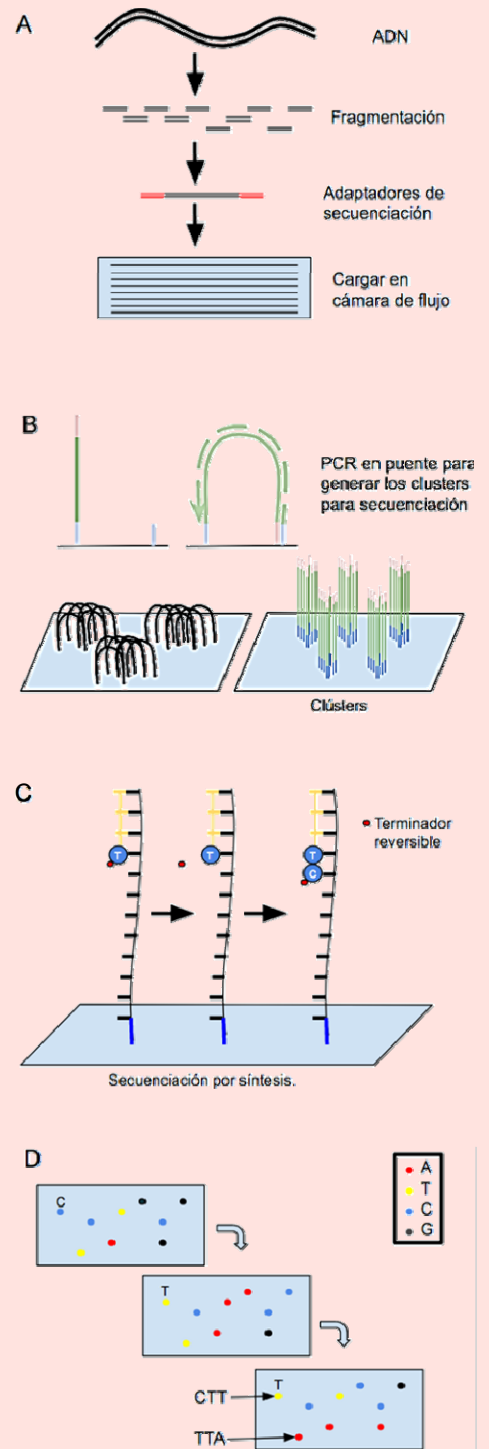 A
ADN
Fragmentación
Adaptadores de
secuenciación
Cargar en
cámara de flujo
B
PCR en puente para
generar los clusters
para secuenciación
Clústers
C
T
T
T
C
Terminador
reversible
Secuenciación por síntesis.
D
A
T
C
G
C
T
T
CTT
TTA